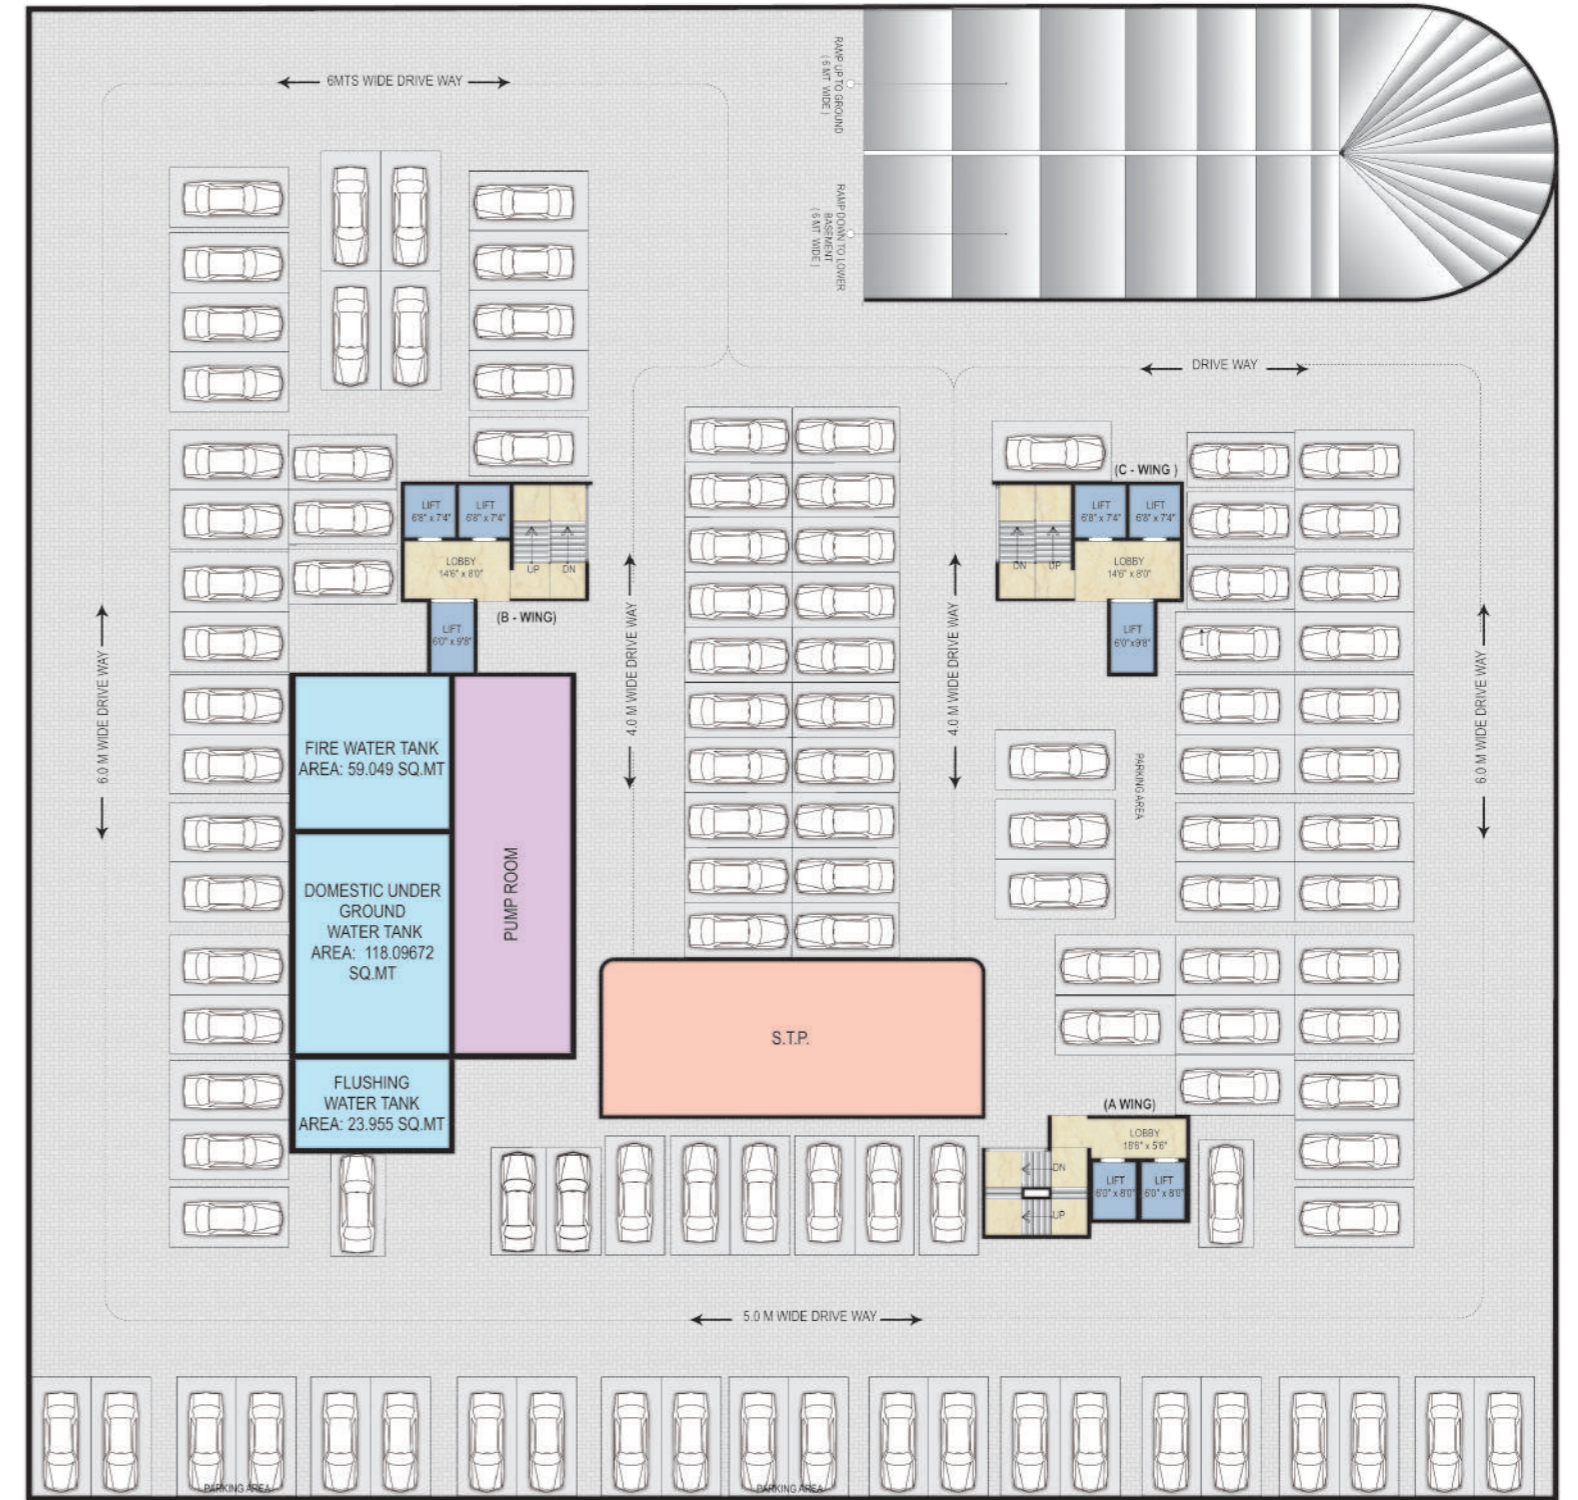 6MTS WIDE DRIVE WAY
RAMP UP TO GROUND
( 6 MT. WIDE )
RAMP DOWN TO LOWER
BASEMENT
( 6 MT. WIDE )
DRIVE WAY
(C - WING )
LIFT
6'8" x 7'4"
LIFT
6'8" x 7'4"
LOBBY
14'6" x 8'0"
UP
DN
(B - WING)
LIFT
6'0" x 9'8"
LIFT
6'8" x 7'4"
LIFT
6'8" x 7'4"
DN
UP
LOBBY
14'6" x 8'0"
LIFT
6'0"x9'8"
6.0 M WIDE DRIVE WAY
4.0 M WIDE DRIVE WAY
4.0 M WIDE DRIVE WAY
6.0 M WIDE DRIVE WAY
FIRE WATER TANK
AREA: 59.049 SQ.MT
PARKING AREA
DOMESTIC UNDER
GROUND
WATER TANK
AREA: 118.09672
SQ.MT
PUMP ROOM
S.T.P.
FLUSHING
WATER TANK
AREA: 23.955 SQ.MT
(A WING)
LOBBY
DN
UP
LIFT
6'0" x 8'0"
LIFT
6'0" x 8'0"
5.0 M WIDE DRIVE WAY
PARKING AREA
PARKING AREA